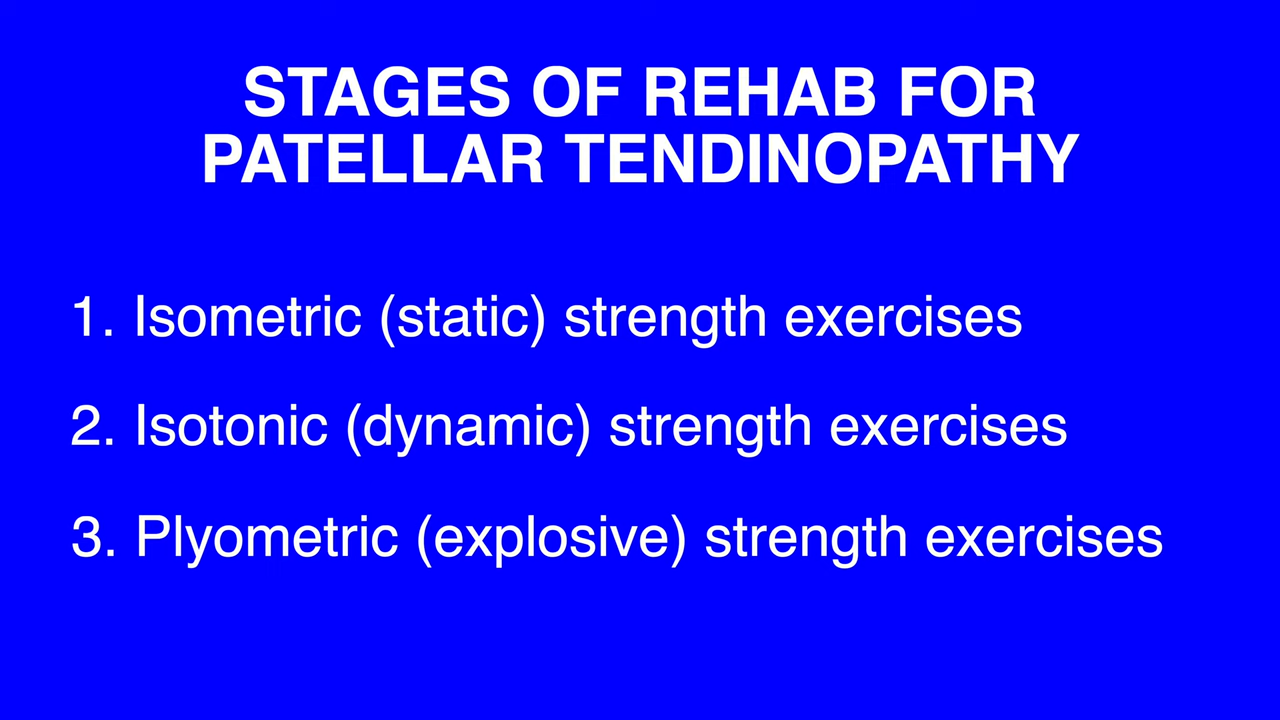 STAGES OF REHAB FOR
PATELLAR TENDINOPATHY
1. Isometric (static) strength exercises
2. Isotonic (dynamic) strength exercises
3. Plyometric (explosive) strength exercises